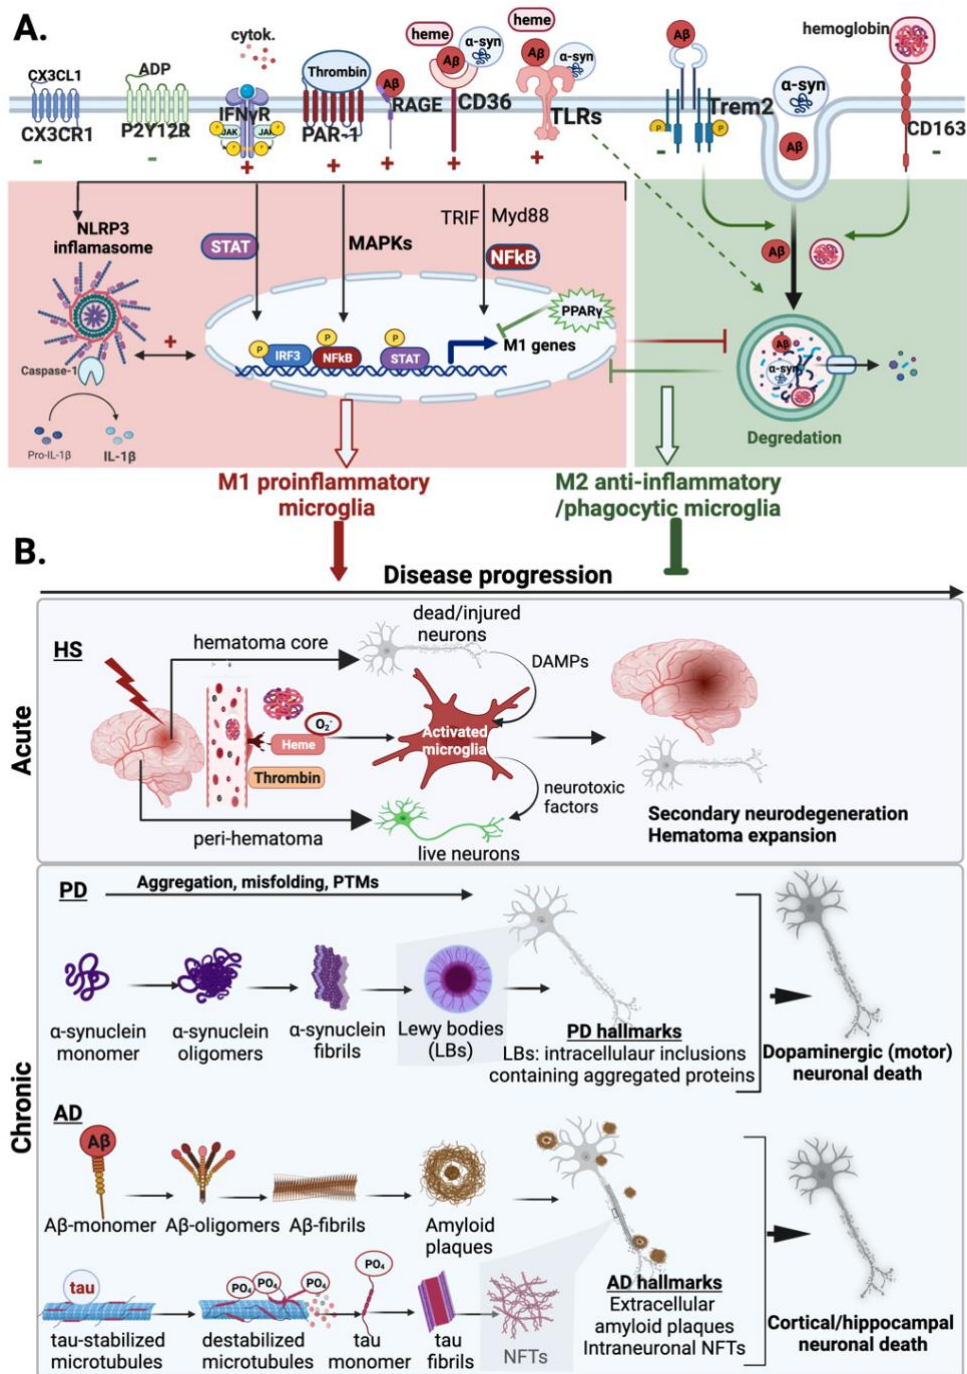 A.
cytok.
heme
α-syn
Aβ
heme
Aβ
α-syn
Aβ
hemoglobin
CX3CL1
ADP
Thrombin
Aβ
α-syn
CX3CR1
P2Y12R
IFNγR
JAK
JAK
P
P
P
P
PAR-1
RAGE
CD36
TLRs
Trem2
P
P
Aβ
CD163
-
-
+
+
+
+
+
-
-
NLRP3
inflamasome
STAT
MAPKs
TRIF
Myd88
NFkB
Aβ
PPARγ
M1 genes
P
IRF3
P
NFkB
P
STAT
+
Caspase-1
Pro-IL-1β
IL-1β
Aβ
α-syn
Degredation
M1 proinflammatory
microglia
M2 anti-inflammatory
/phagocytic microglia
B.
Disease progression
Acute
HS
hematoma core
dead/injured
neurons
DAMPs
O₂⁻
Heme
Thrombin
Activated
microglia
neurotoxic
factors
peri-hematoma
live neurons
Secondary neurodegeneration
Hematoma expansion
Chronic
PD
Aggregation, misfolding, PTMs
α-synuclein
monomer
α-synuclein
oligomers
α-synuclein
fibrils
Lewy bodies
(LBs)
PD hallmarks
LBs: intracellulaur inclusions
containing aggregated proteins
Dopaminergic (motor)
neuronal death
AD
Aβ
Aβ-monomer
Aβ-oligomers
Aβ-fibrils
Amyloid
plaques
tau
PO₄
PO₄
PO₄
PO₄
tau-stabilized
microtubules
destabilized
microtubules
tau
monomer
tau
fibrils
NFTs
AD hallmarks
Extracellular
amyloid plaques
Intraneuronal NFTs
Cortical/hippocampal
neuronal death